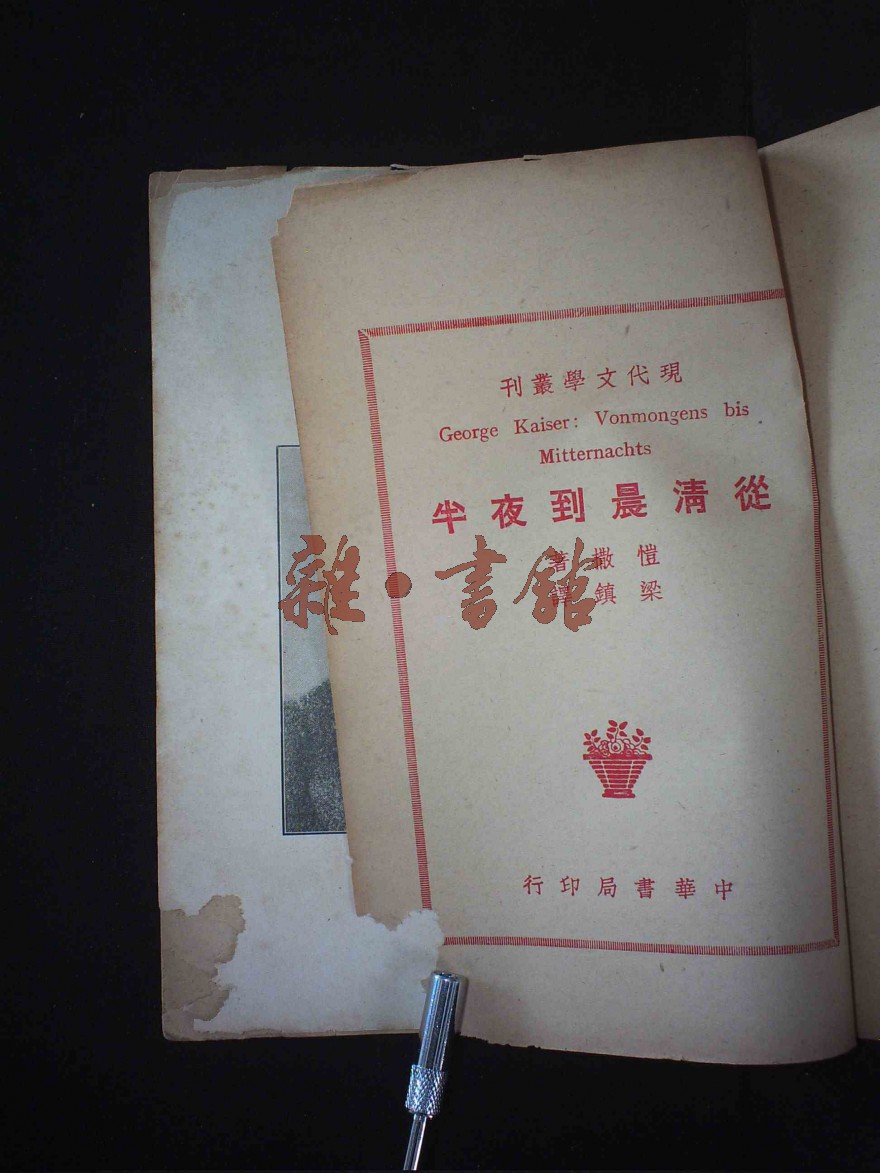 現代文學叢刊
George Kaiser: Vonmongens bis
Mitternachts
從清晨到夜半
愷撒著
梁鎮譯
雜·書館
中華書局印行